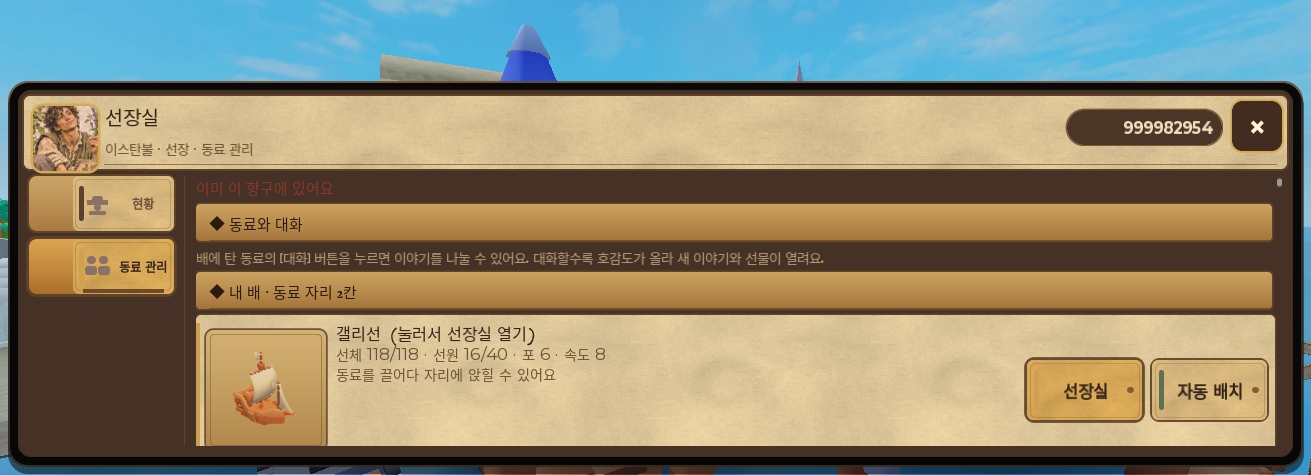 선장실
이스탄불 · 선장 · 동료 관리
999982954
현황
동료 관리
이미 이 항구에 있어요
◆ 동료와 대화
배에 탄 동료의 [대화] 버튼을 누르면 이야기를 나눌 수 있어요. 대화할수록 호감도가 올라 새 이야기와 선물이 열려요.
◆ 내 배 · 동료 자리 2칸
갤리선 (눌러서 선장실 열기)
선체 118/118 · 선원 16/40 · 포 6 · 속도 8
동료를 끌어다 자리에 앉힐 수 있어요
선장실
자동 배치